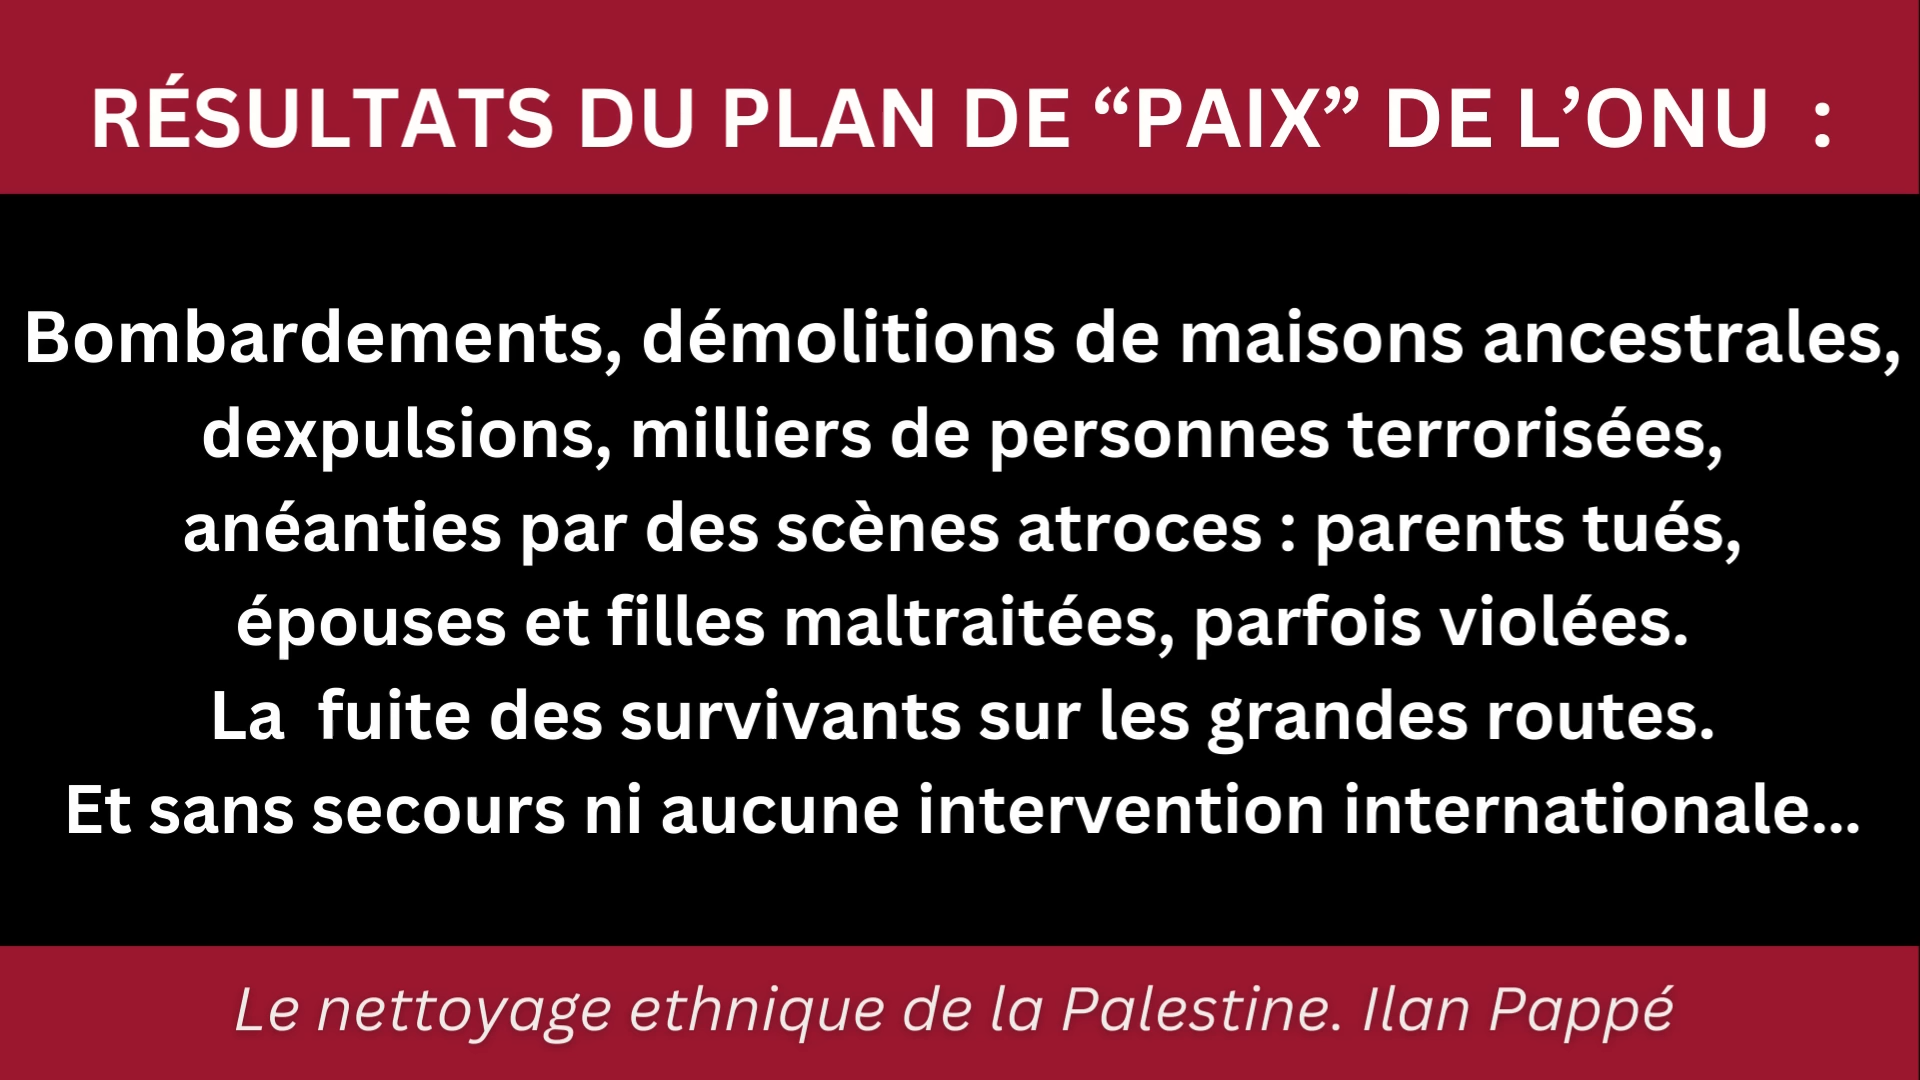 RÉSULTATS DU PLAN DE “PAIX” DE L’ONU :
Bombardements, démolitions de maisons ancestrales,
dexpulsions, milliers de personnes terrorisées,
anéanties par des scènes atroces : parents tués,
épouses et filles maltraitées, parfois violées.
La fuite des survivants sur les grandes routes.
Et sans secours ni aucune intervention internationale...
Le nettoyage ethnique de la Palestine. Ilan Pappé